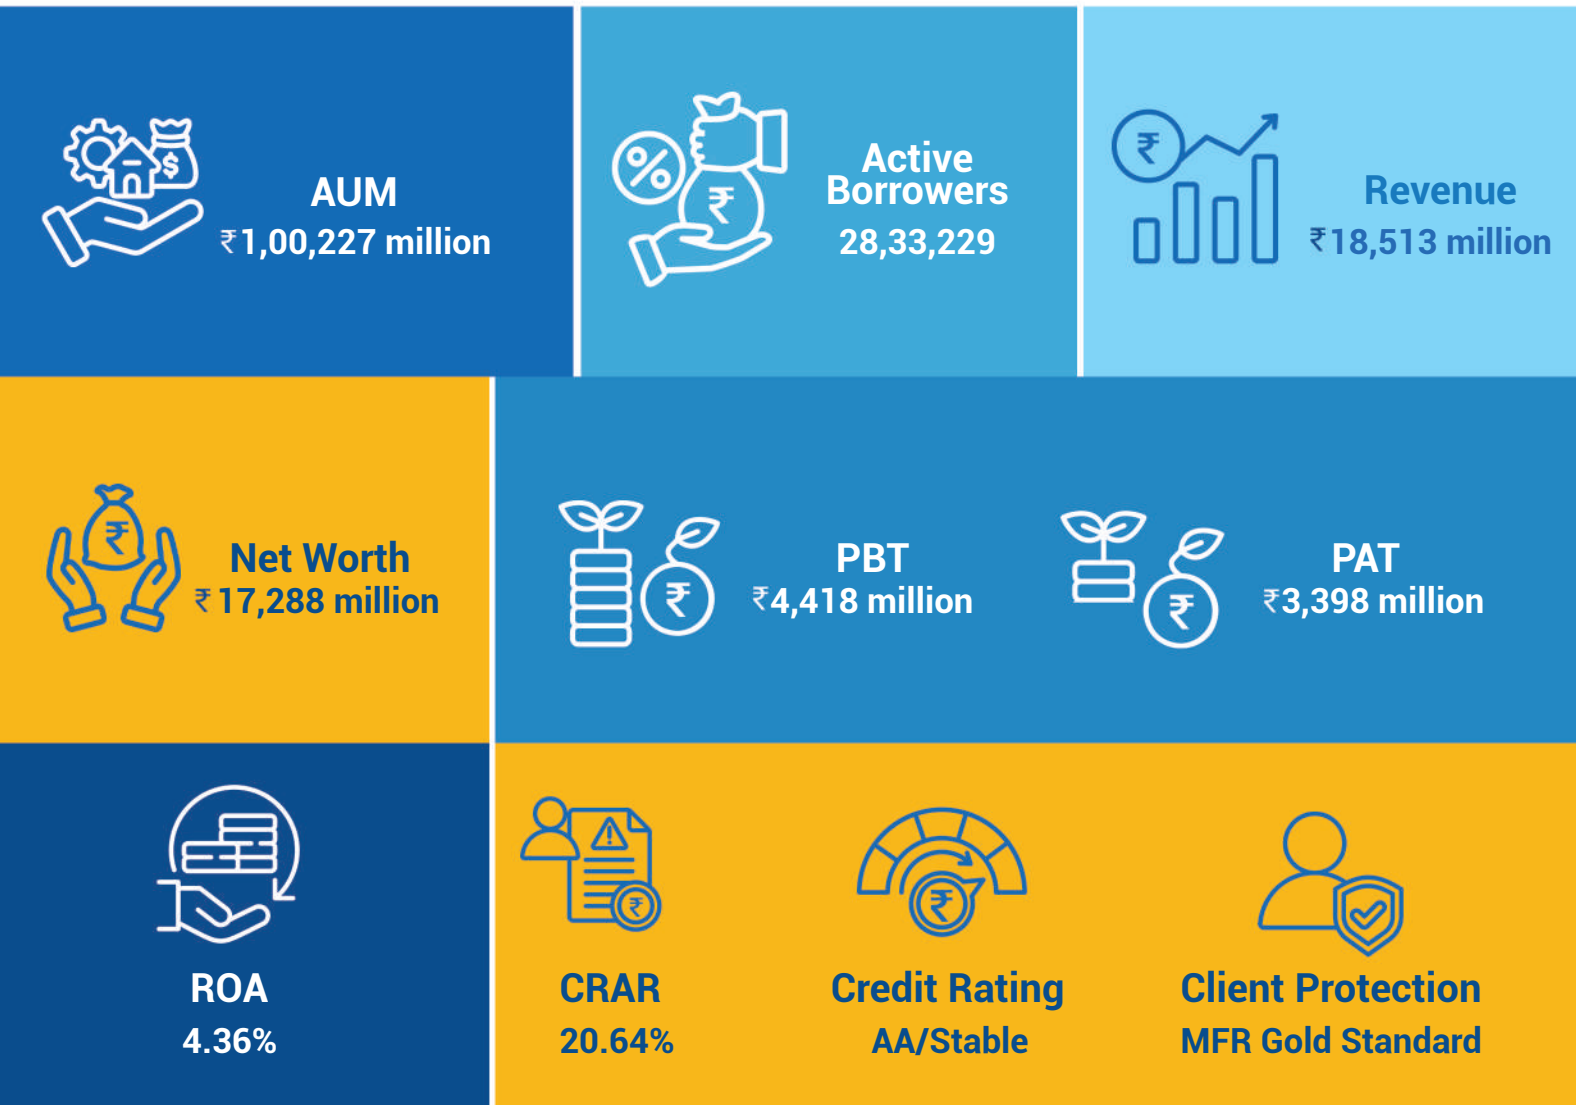 AUM
₹1,00,227 million
Active
Borrowers
28,33,229
Revenue
₹18,513 million
Net Worth
₹17,288 million
PBT
₹4,418 million
PAT
₹3,398 million
ROA
4.36%
CRAR
20.64%
Credit Rating
AA/Stable
Client Protection
MFR Gold Standard